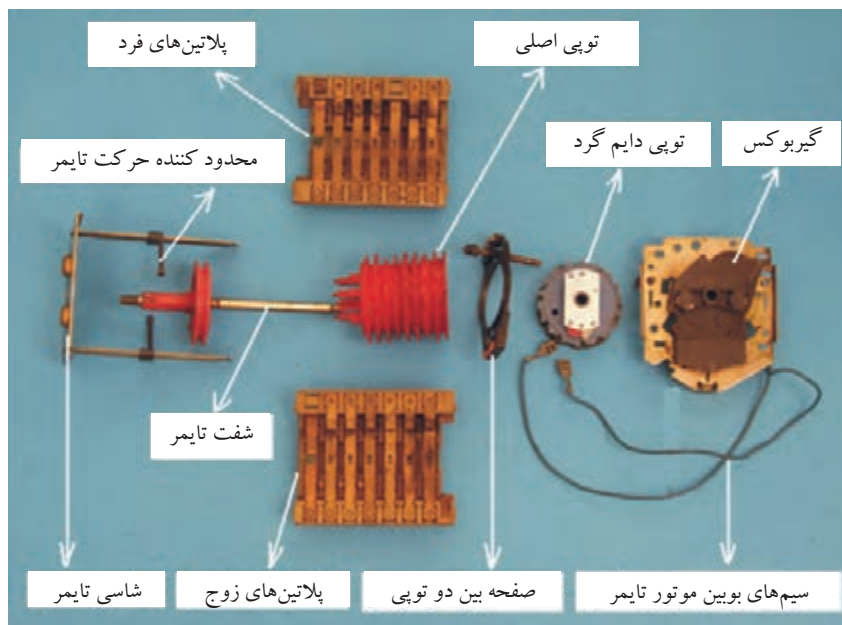 توپی اصلی
پلاتین‌های فرد
گیربوکس
توپی دایم گرد
محدود کننده حرکت تایمر
شفت تایمر
سیم‌های بوبین موتور تایمر
صفحه بین دو توپی
پلاتین‌های زوج
شاسی تایمر